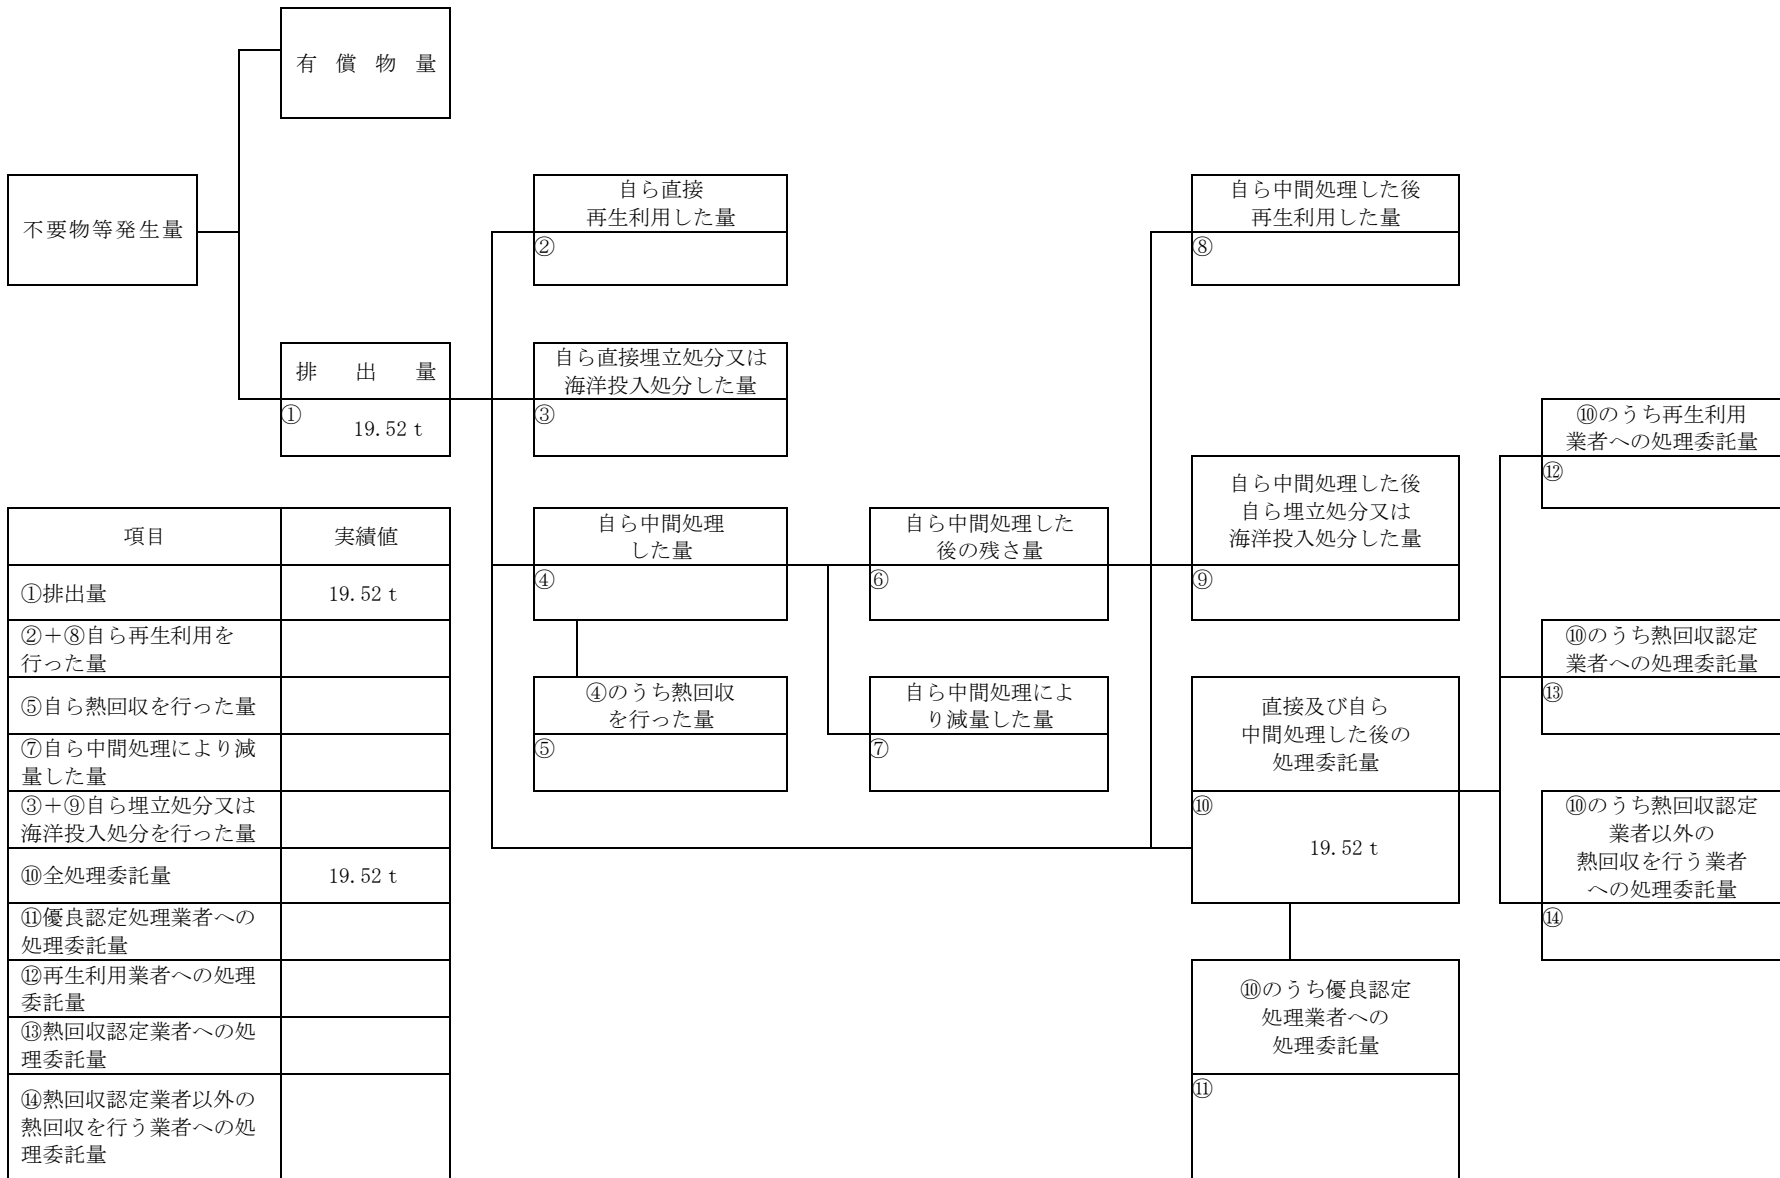 有償物量
不要物等発生量
排出量
①
19.52 t
自ら直接
再生利用した量
②
自ら直接埋立処分又は
海洋投入処分した量
③
自ら中間処理
した量
④
④のうち熱回収
を行った量
⑤
自ら中間処理した
後の残さ量
⑥
自ら中間処理によ
り減量した量
⑦
自ら中間処理した後
再生利用した量
⑧
自ら中間処理した後
自ら埋立処分又は
海洋投入処分した量
⑨
直接及び自ら
中間処理した後の
処理委託量
⑩
19.52 t
⑩のうち優良認定
処理業者への
処理委託量
⑪
⑩のうち再生利用
業者への処理委託量
⑫
⑩のうち熱回収認定
業者への処理委託量
⑬
⑩のうち熱回収認定
業者以外の
熱回収を行う業者
への処理委託量
⑭
項目 実績値
①排出量 19.52 t
②＋⑧自ら再生利用を
行った量
⑤自ら熱回収を行った量
⑦自ら中間処理により減
量した量
③＋⑨自ら埋立処分又は
海洋投入処分を行った量
⑩全処理委託量 19.52 t
⑪優良認定処理業者への
処理委託量
⑫再生利用業者への処理
委託量
⑬熱回収認定業者への処
理委託量
⑭熱回収認定業者以外の
熱回収を行う業者への処
理委託量